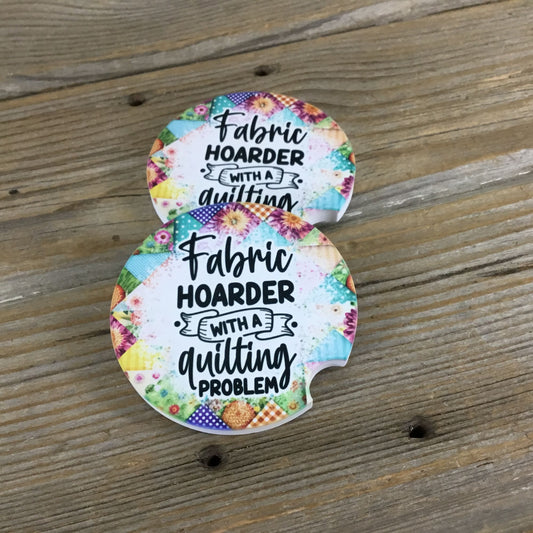 Fabric
HOARDER
WITH A
quilting
Fabric
HOARDER
WITH A
quilting
PROBLEM